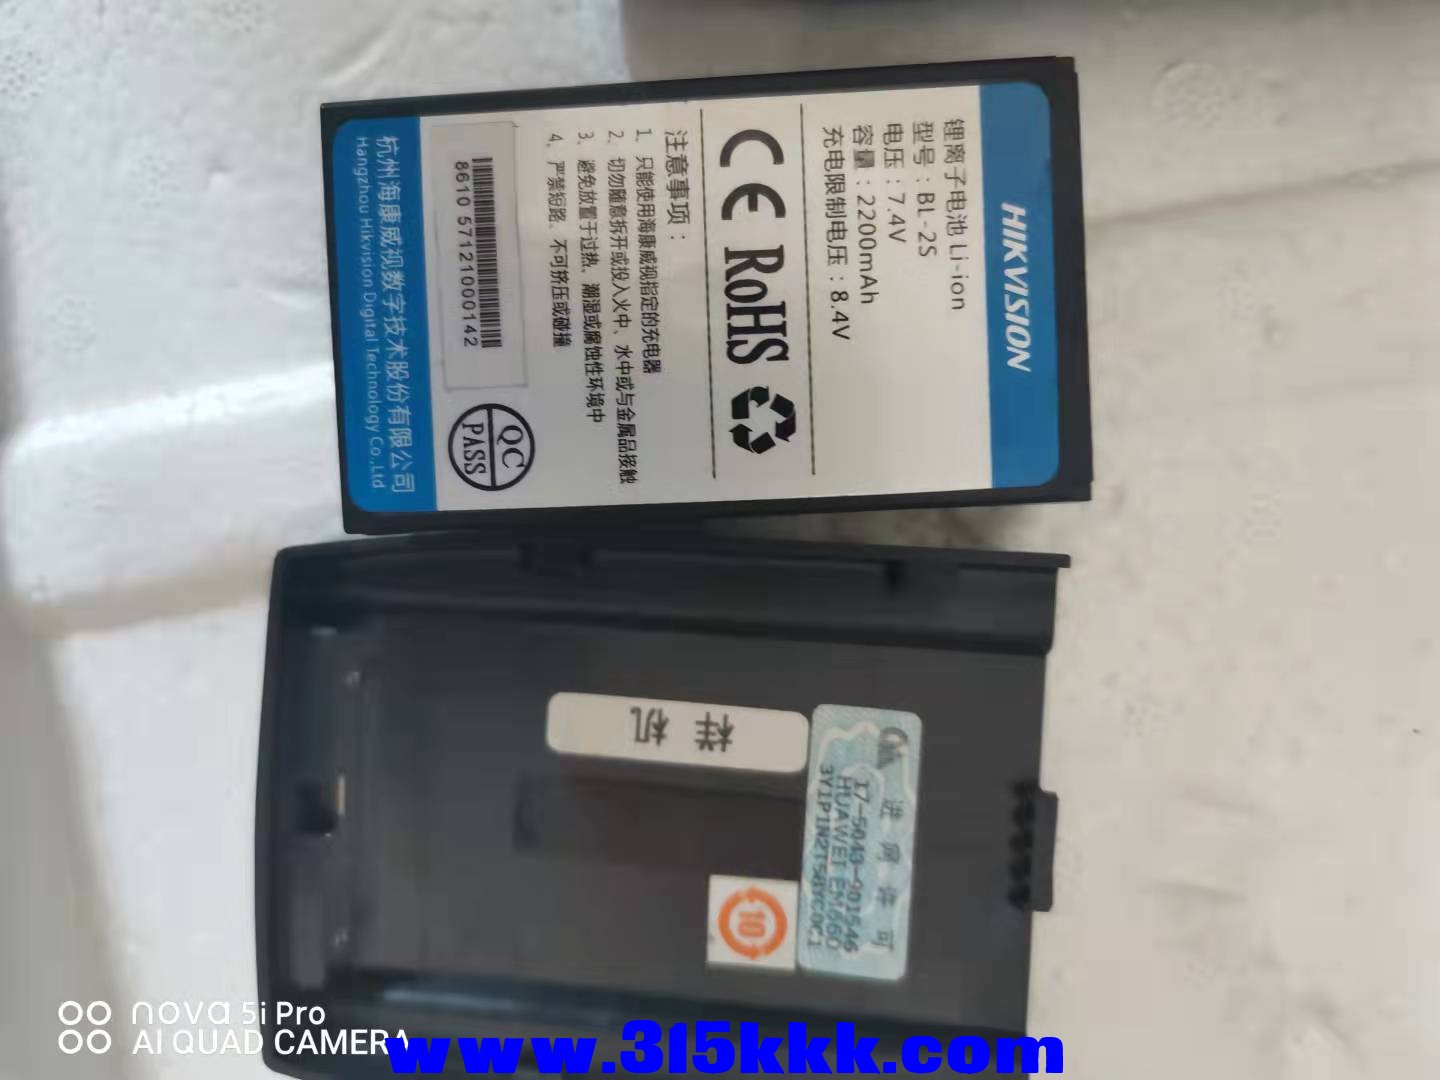 HIKVISION
锂离子电池 Li-ion
型号:BL-2S
电压:7.4V
容量:2200mAh
充电限制电压:8.4V
CE RoHS
注意事项:
1、只能使用海康威视指定的充电器
2、切勿随意拆开或投入火中、水中或与金属品接触
3、避免放置于过热、潮湿或腐蚀性环境中
4、严禁短路、不可挤压或碰撞
8610 57121000142
QC
PASS
杭州海康威视数字技术股份有限公司
Hangzhou Hikvision Digital Technology Co.,Ltd
样机
进网许可
17-5043-901546
HUAWEI EM660
10
nova 5i Pro
AI QUAD CAMERA
www.315kkk.com